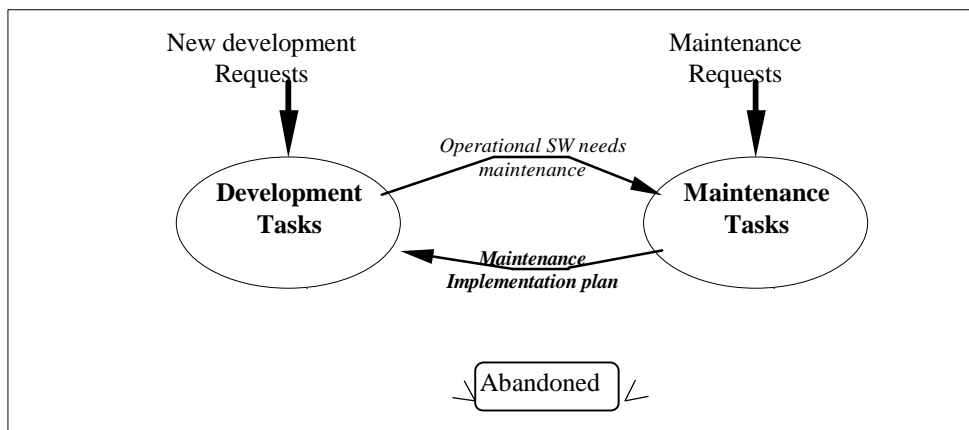 New development
Requests
Maintenance
Requests
Operational SW needs
maintenance
Development
Tasks
Maintenance
Tasks
Maintenance
Implementation plan
Abandoned